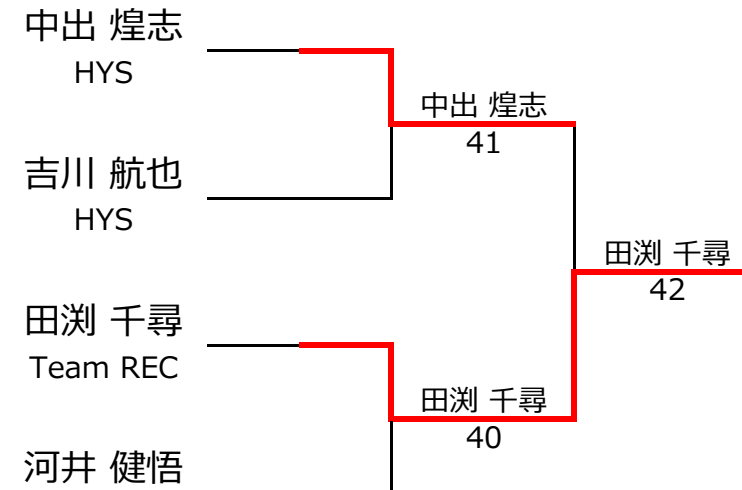 中出 煌志
HYS
中出 煌志
41
吉川 航也
HYS
田渕 千尋
42
田渕 千尋
Team REC
田渕 千尋
40
河井 健悟